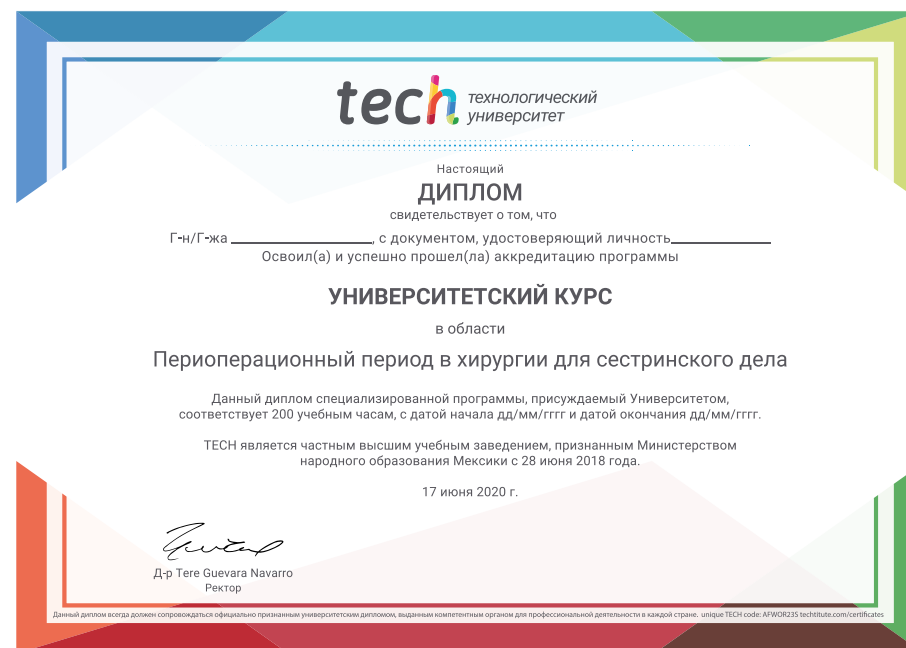 tech технологический
университет
Настоящий
ДИПЛОМ
свидетельствует о том, что
Г-н/Г-жа ____________________, с документом, удостоверяющий личность______________
Освоил(а) и успешно прошел(ла) аккредитацию программы
УНИВЕРСИТЕТСКИЙ КУРС
в области
Периоперационный период в хирургии для сестринского дела
Данный диплом специализированной программы, присуждаемый Университетом,
соответствует 200 учебным часам, с датой начала дд/мм/гггг и датой окончания дд/мм/гггг.
TECH является частным высшим учебным заведением, признанным Министерством
народного образования Мексики с 28 июня 2018 года.
17 июня 2020 г.
Д-р Tere Guevara Navarro
Ректор
Данный диплом всегда должен сопровождаться официально признанным университетским дипломом, выданным компетентным органом для профессиональной деятельности в каждой стране. unique TECH code: AFWOR23S techtitute.com/certificates